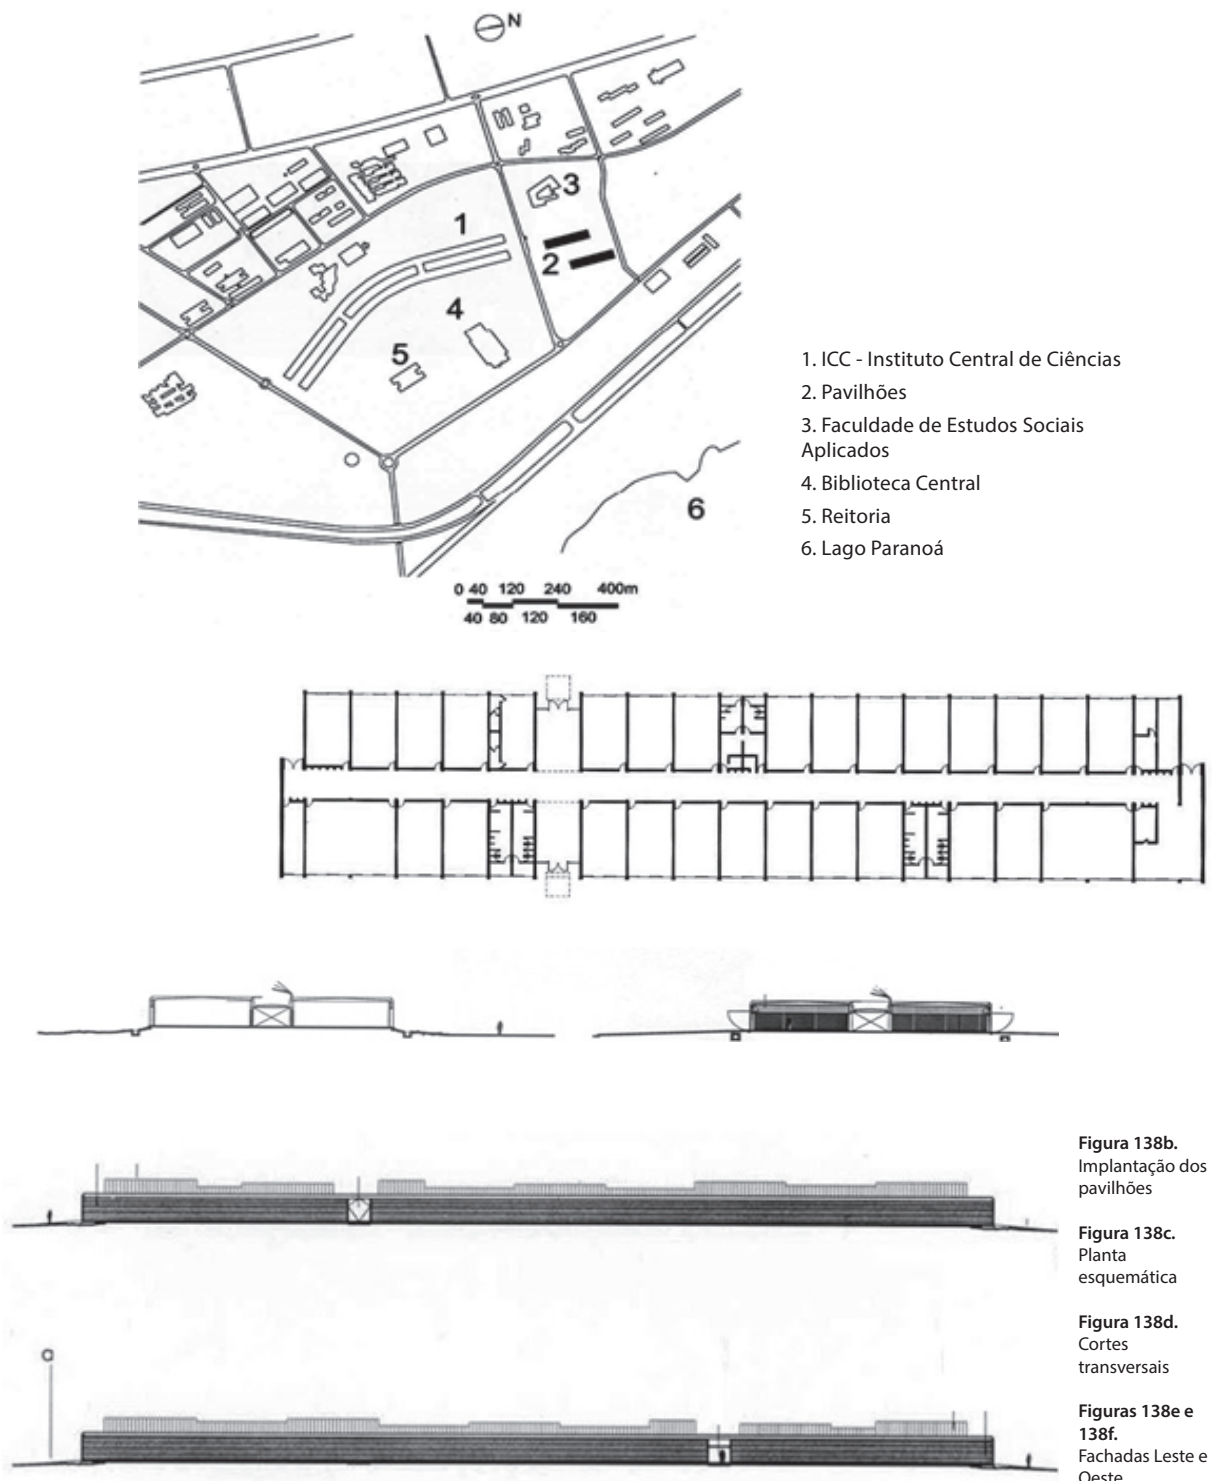 N
1
2
3
4
5
6
1. ICC - Instituto Central de Ciências
2. Pavilhões
3. Faculdade de Estudos Sociais
Aplicados
4. Biblioteca Central
5. Reitoria
6. Lago Paranoá
0 40 120 240 400m
40 80 120 160
Figura 138b.
Implantação dos
pavilhões
Figura 138c.
Planta
esquemática
Figura 138d.
Cortes
transversais
a
Figuras 138e e
138f.
Fachadas Leste e
Oeste